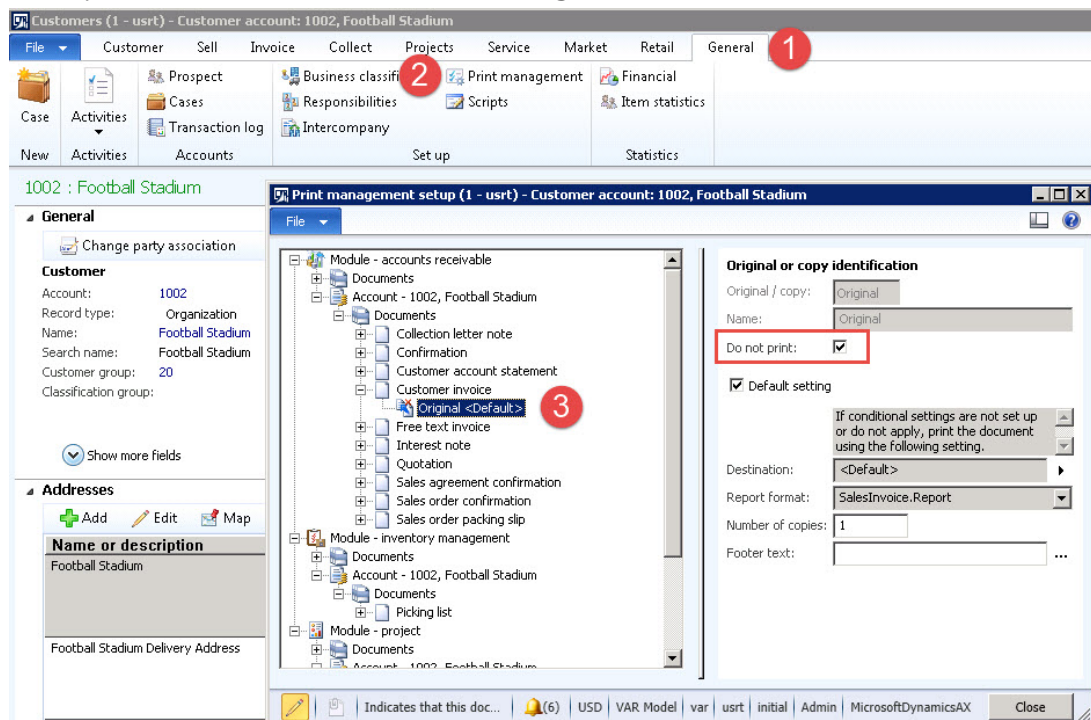 Customers (1 - usrt) - Customer account: 1002, Football Stadium
File Customer Sell Invoice Collect Projects Service Market Retail General 1
Case
New
Activities
Activities
Prospect
Cases
Transaction log
Accounts
Business classifi
2
Responsibilities
Intercompany
Print management
Scripts
Set up
Financial
Item statistics
Statistics
1002 : Football Stadium
General
Change party association
Customer
Account: 1002
Record type: Organization
Name: Football Stadium
Search name: Football Stadium
Customer group: 20
Classification group:
Show more fields
Addresses
Add Edit Map
Name or description
Football Stadium
Football Stadium Delivery Address
Print management setup (1 - usrt) - Customer account: 1002, Football Stadium
File
Module - accounts receivable
Documents
Account - 1002, Football Stadium
Documents
Collection letter note
Confirmation
Customer account statement
Customer invoice
Original <Default> 3
Free text invoice
Interest note
Quotation
Sales agreement confirmation
Sales order confirmation
Sales order packing slip
Module - inventory management
Documents
Account - 1002, Football Stadium
Documents
Picking list
Module - project
Documents
Account - 1002, Football Stadium
Original or copy identification
Original / copy: Original
Name: Original
Do not print:
Default setting
If conditional settings are not set up
or do not apply, print the document
using the following setting.
Destination: <Default>
Report format: SalesInvoice.Report
Number of copies: 1
Footer text: ...
Indicates that this doc... (6) USD VAR Model var usrt initial Admin MicrosoftDynamicsAX Close